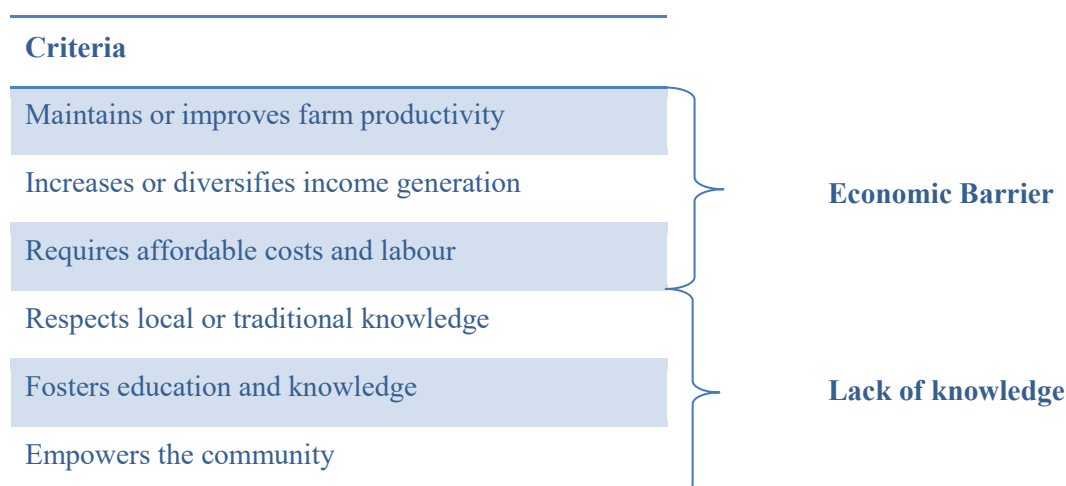 Criteria
Maintains or improves farm productivity
Increases or diversifies income generation
Economic Barrier
Requires affordable costs and labour
Respects local or traditional knowledge
Fosters education and knowledge
Lack of knowledge
Empowers the community